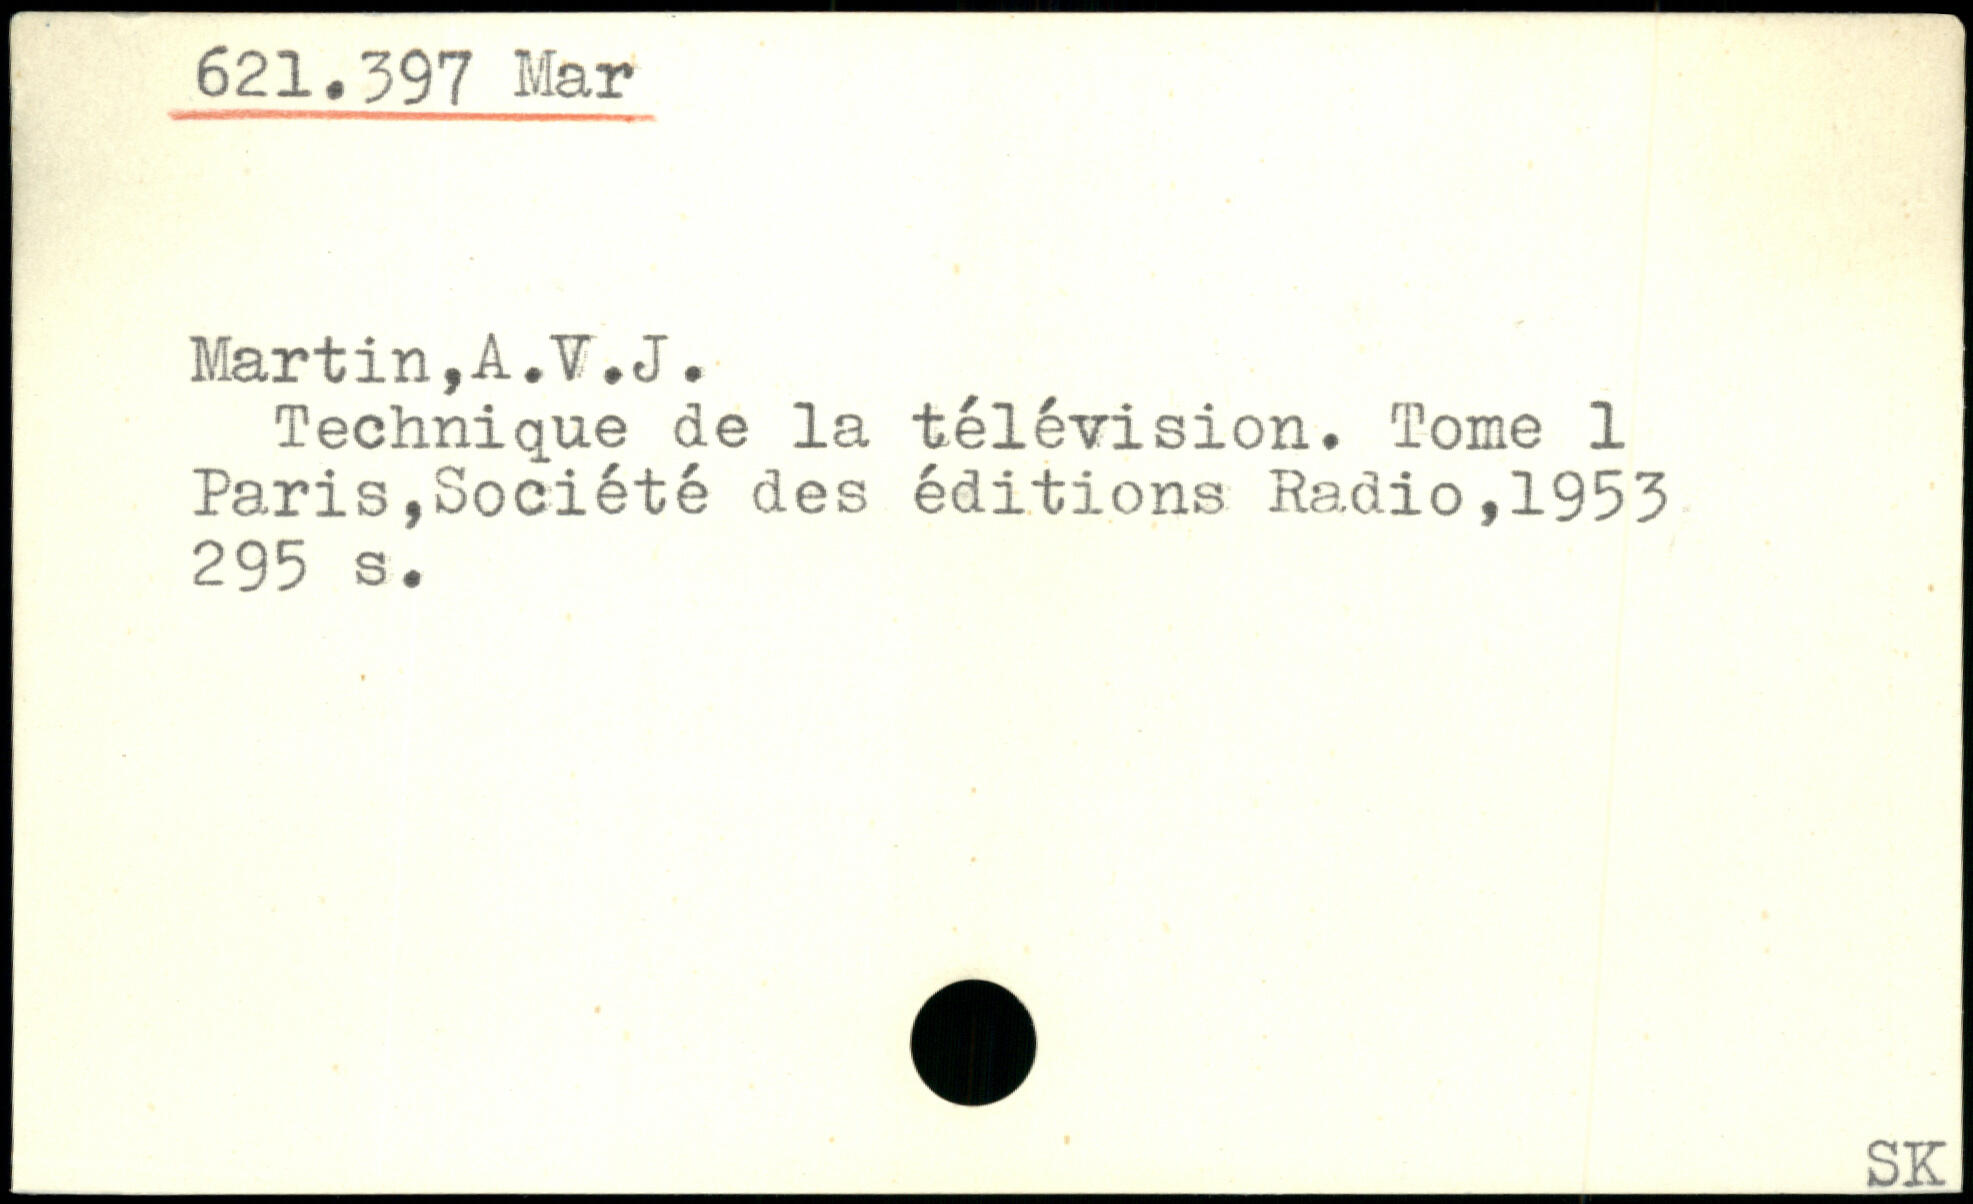 621.397 Mar
Martin,A.V.J.
Technique de la télévision. Tome 1
Paris,Société des éditions Radio,1953
295 s.
SK